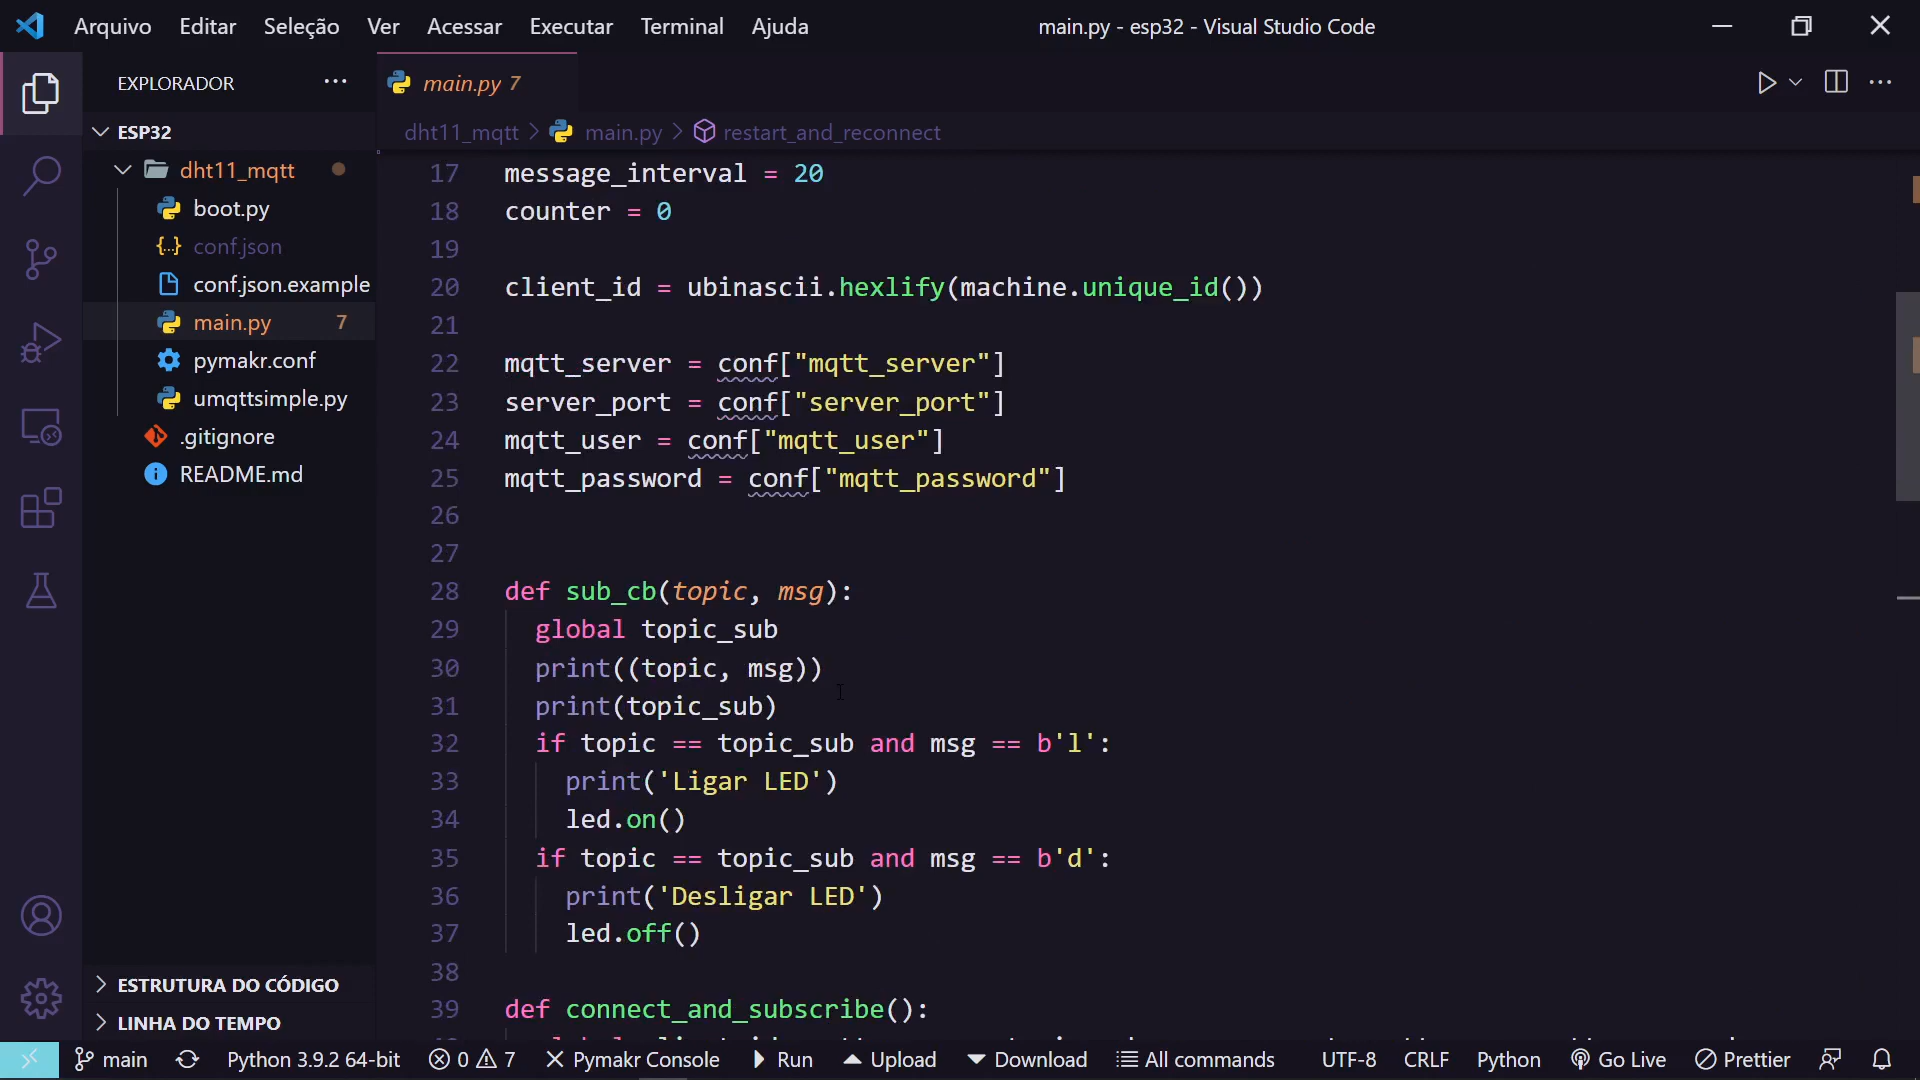 Arquivo Editar Seleção Ver Acessar Executar Terminal Ajuda
main.py - esp32 - Visual Studio Code
EXPLORADOR
ESP32
dht11_mqtt
boot.py
conf.json
conf.json.example
main.py 7
pymakr.conf
umqttsimple.py
.gitignore
README.md
ESTRUTURA DO CÓDIGO
LINHA DO TEMPO
main.py 7
dht11_mqtt > main.py > restart_and_reconnect
17 message_interval = 20
18 counter = 0
19
20 client_id = ubinascii.hexlify(machine.unique_id())
21
22 mqtt_server = conf["mqtt_server"]
23 server_port = conf["server_port"]
24 mqtt_user = conf["mqtt_user"]
25 mqtt_password = conf["mqtt_password"]
26
27
28 def sub_cb(topic, msg):
29 global topic_sub
30 print((topic, msg))
31 print(topic_sub)
32 if topic == topic_sub and msg == b'l':
33 print('Ligar LED')
34 led.on()
35 if topic == topic_sub and msg == b'd':
36 print('Desligar LED')
37 led.off()
38
39 def connect_and_subscribe():
main Python 3.9.2 64-bit 0 7 Pymakr Console Run Upload Download All commands UTF-8 CRLF Python Go Live Prettier